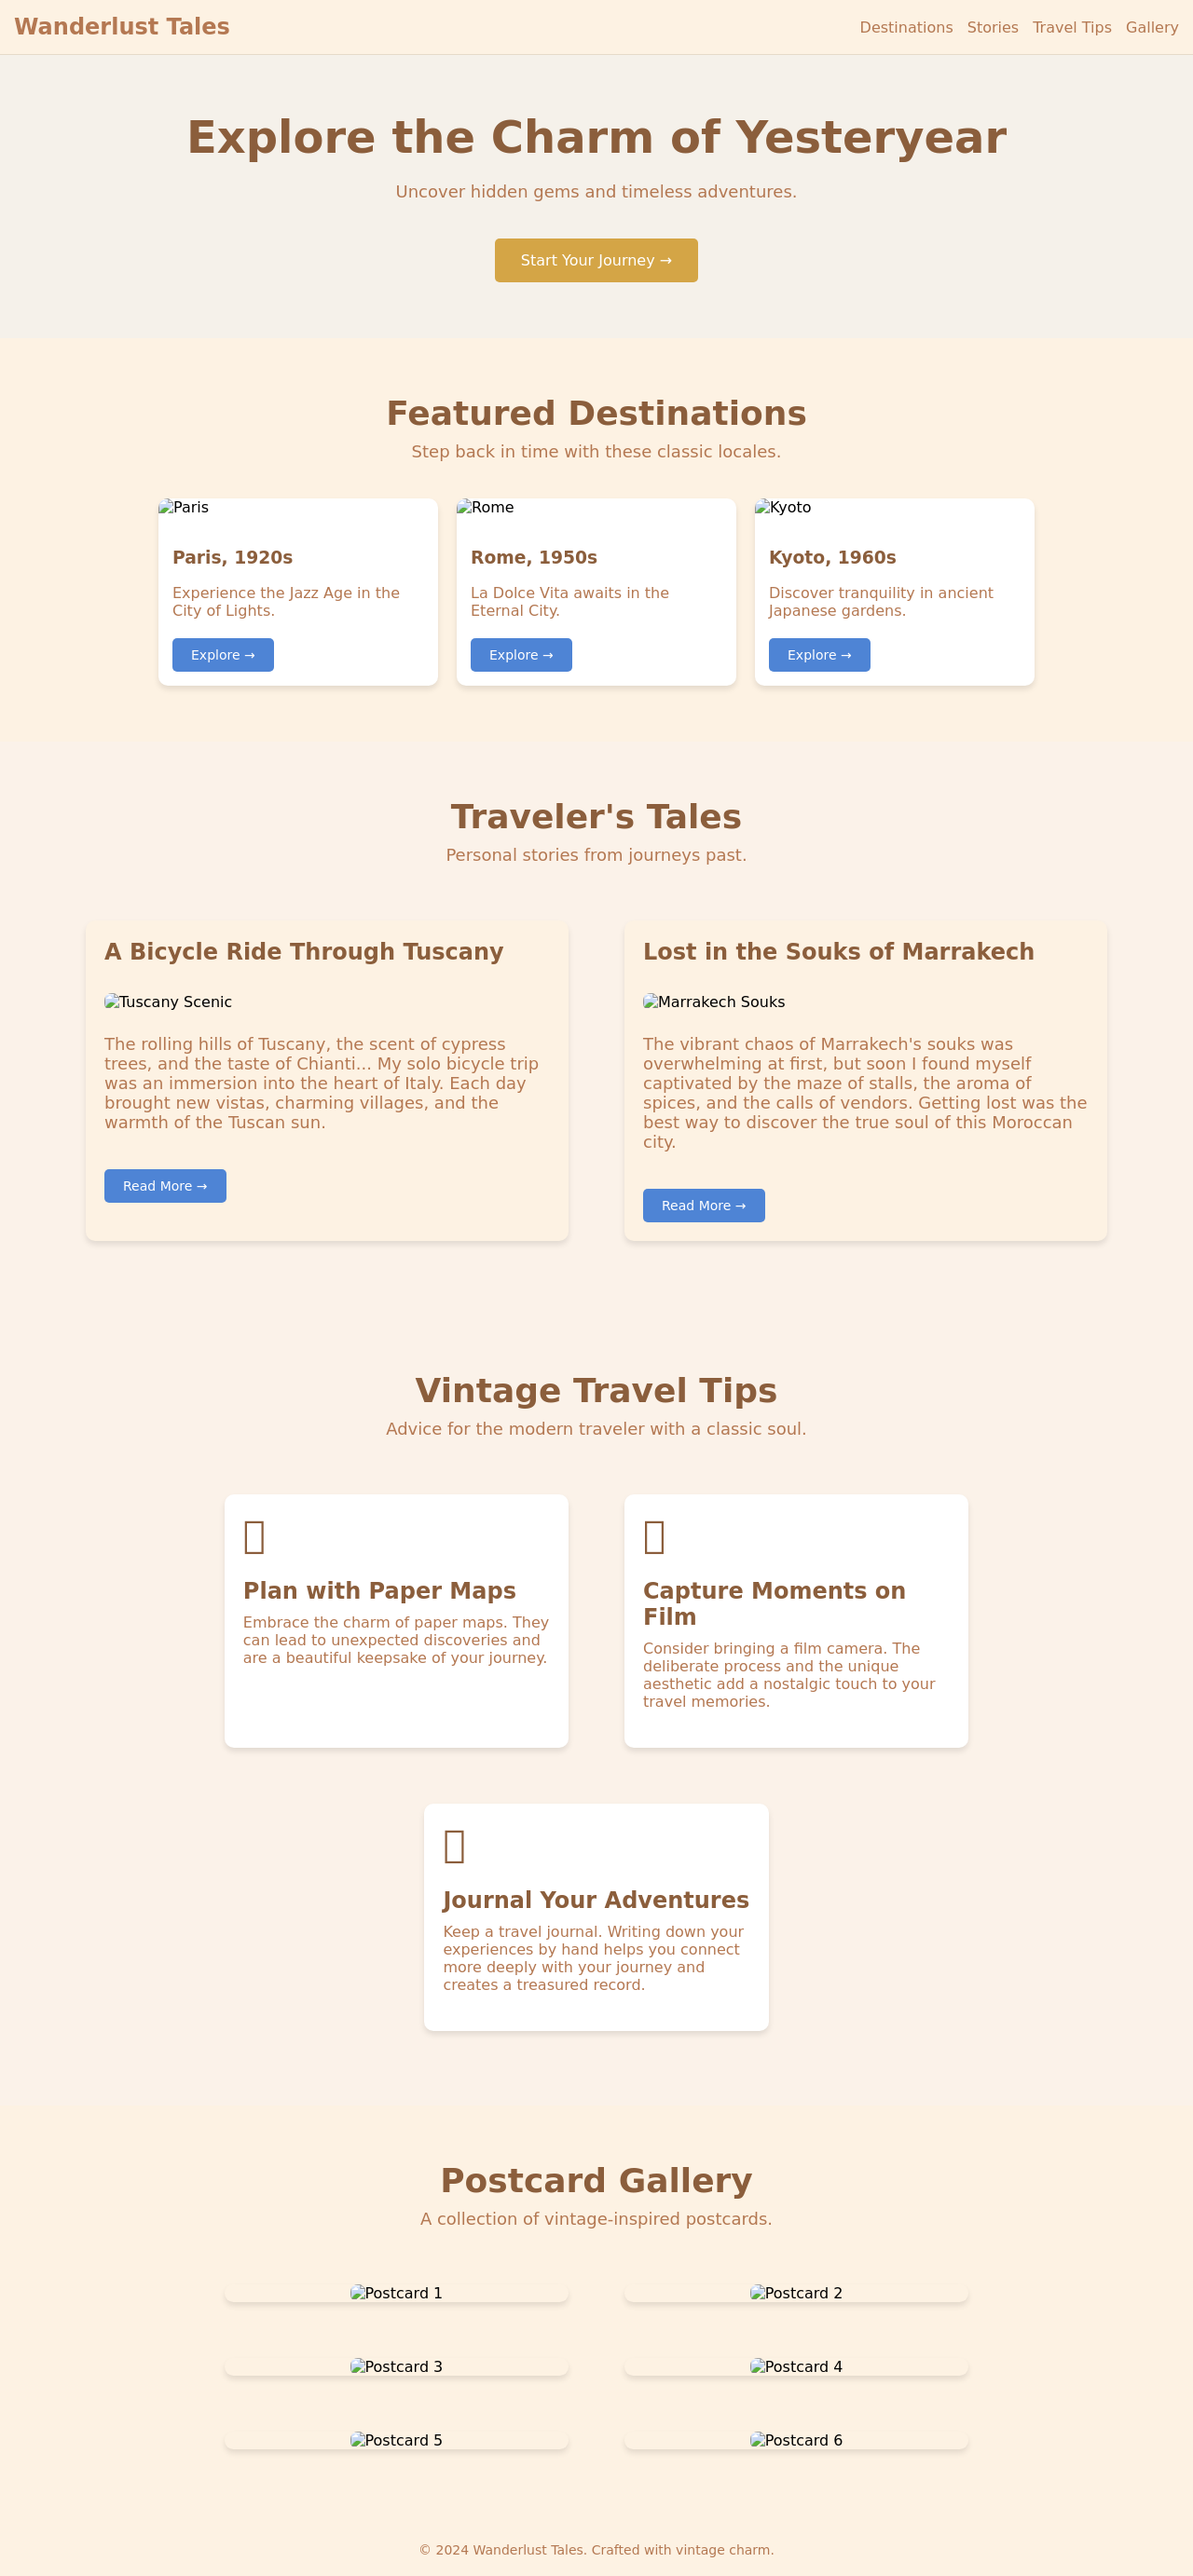 Wanderlust Tales
Destinations Stories Travel Tips Gallery
Explore the Charm of Yesteryear
Uncover hidden gems and timeless adventures.
Start Your Journey →
Featured Destinations
Step back in time with these classic locales.
Paris
Paris, 1920s
Experience the Jazz Age in the
City of Lights.
Explore →
Rome
Rome, 1950s
La Dolce Vita awaits in the
Eternal City.
Explore →
Kyoto
Kyoto, 1960s
Discover tranquility in ancient
Japanese gardens.
Explore →
Traveler's Tales
Personal stories from journeys past.
A Bicycle Ride Through Tuscany
Tuscany Scenic
The rolling hills of Tuscany, the scent of cypress
trees, and the taste of Chianti... My solo bicycle trip
was an immersion into the heart of Italy. Each day
brought new vistas, charming villages, and the
warmth of the Tuscan sun.
Read More →
Lost in the Souks of Marrakech
Marrakech Souks
The vibrant chaos of Marrakech's souks was
overwhelming at first, but soon I found myself
captivated by the maze of stalls, the aroma of
spices, and the calls of vendors. Getting lost was the
best way to discover the true soul of this Moroccan
city.
Read More →
Vintage Travel Tips
Advice for the modern traveler with a classic soul.
Plan with Paper Maps
Embrace the charm of paper maps. They
can lead to unexpected discoveries and
are a beautiful keepsake of your journey.
Capture Moments on
Film
Consider bringing a film camera. The
deliberate process and the unique
aesthetic add a nostalgic touch to your
travel memories.
Journal Your Adventures
Keep a travel journal. Writing down your
experiences by hand helps you connect
more deeply with your journey and
creates a treasured record.
Postcard Gallery
A collection of vintage-inspired postcards.
Postcard 1
Postcard 2
Postcard 3
Postcard 4
Postcard 5
Postcard 6
© 2024 Wanderlust Tales. Crafted with vintage charm.